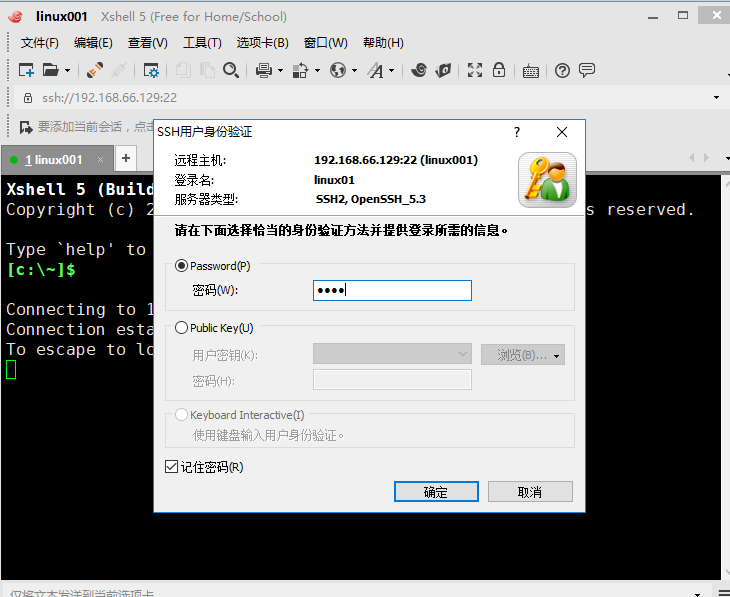 linux001 Xshell 5 (Free for Home/School)
文件(F) 编辑(E) 查看(V) 工具(T) 选项卡(B) 窗口(W) 帮助(H)
ssh://192.168.66.129:22
要添加当前会话，点击
1 linux001 × +
Xshell 5 (Build
Copyright (c) 2
s reserved.
Type `help' to
[c:\~]$
Connecting to 1
Connection esta
To escape to lo
SSH用户身份验证 ?
远程主机: 192.168.66.129:22 (linux001)
登录名: linux01
服务器类型: SSH2, OpenSSH_5.3
请在下面选择恰当的身份验证方法并提供登录所需的信息。
Password(P)
密码(W): ••••
Public Key(U)
用户密钥(K): 浏览(B)...
密码(H):
Keyboard Interactive(I)
使用键盘输入用户身份验证。
记住密码(R)
确定 取消
仅将文本发送到当前选项卡